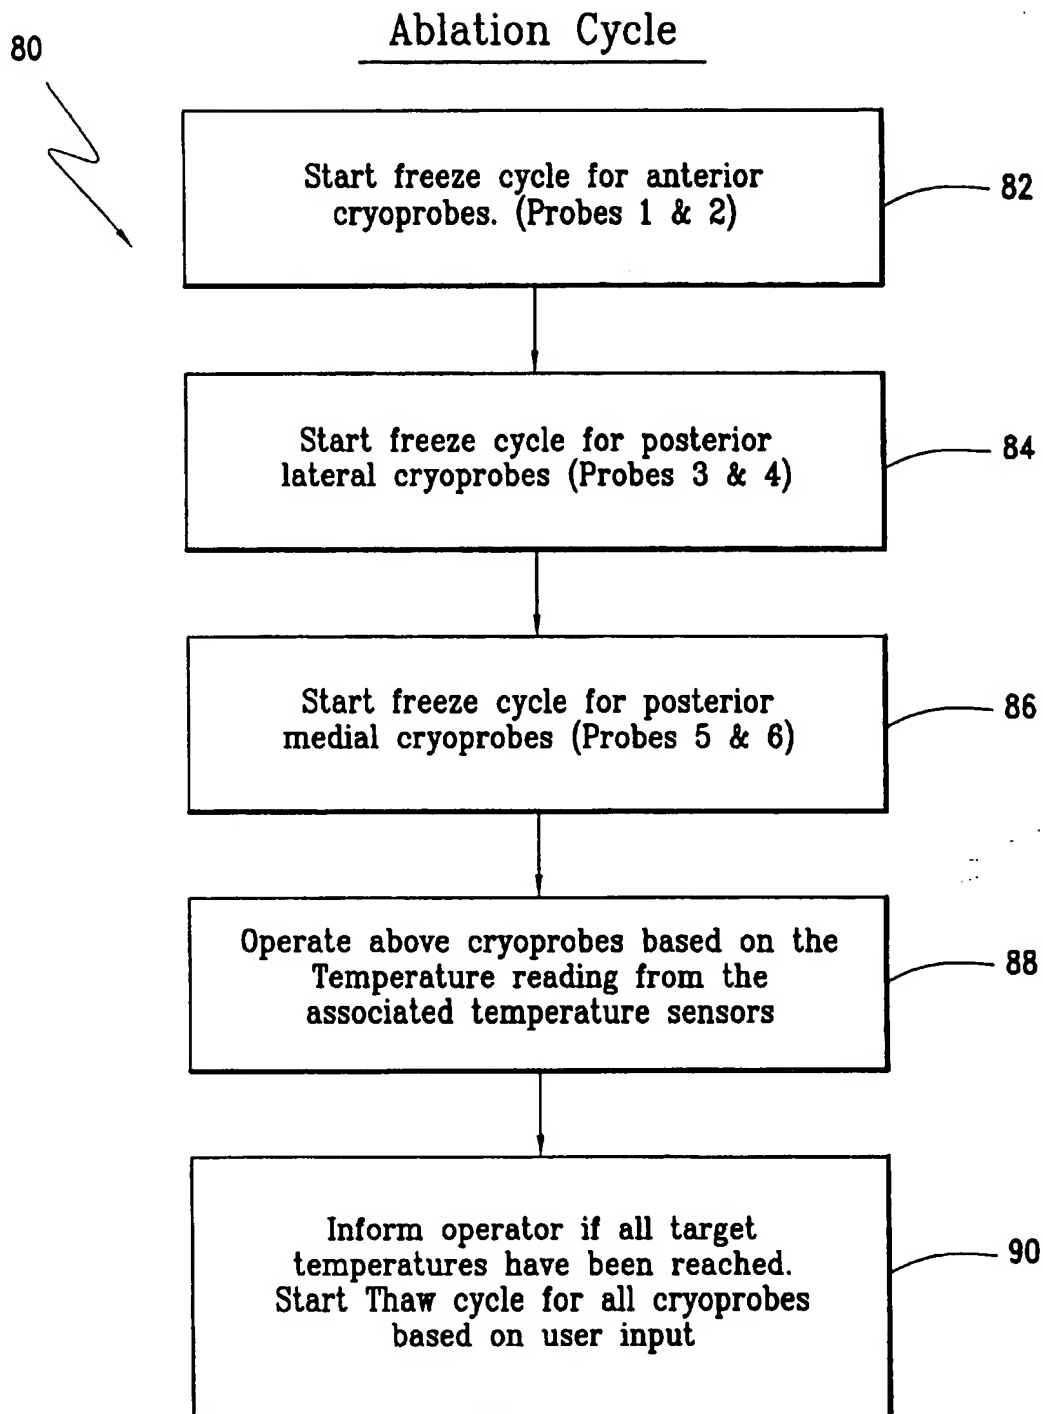 Ablation Cycle
80
Start freeze cycle for anterior
cryoprobes. (Probes 1 & 2)
82
Start freeze cycle for posterior
lateral cryoprobes (Probes 3 & 4)
84
Start freeze cycle for posterior
medial cryoprobes (Probes 5 & 6)
86
Operate above cryoprobes based on the
Temperature reading from the
associated temperature sensors
88
Inform operator if all target
temperatures have been reached.
Start Thaw cycle for all cryoprobes
based on user input
90